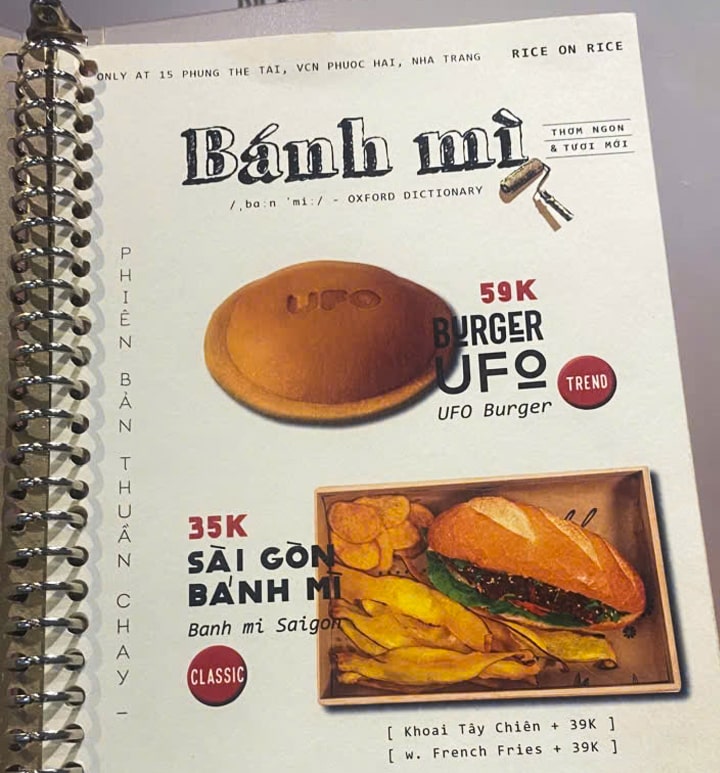 ONLY AT 15 PHUNG THE TAI, VCN PHUOC HAI, NHA TRANG
RICE ON RICE
Bánh mì
THƠM NGON
& TƯƠI MỚI
/ˌbɑːn ˈmiː/ - OXFORD DICTIONARY
PHIÊN BẢN THUẦN CHAY –
UFO
59K
BURGER
UFO
TREND
UFO Burger
35K
SÀI GÒN
BÁNH MÌ
Banh mi Saigon
CLASSIC
[ Khoai Tây Chiên + 39K ]
[ w. French Fries + 39K ]